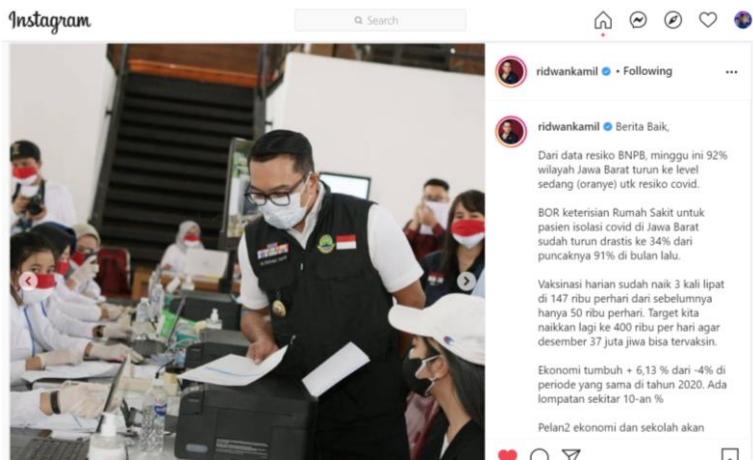 Instagram
Search
ridwankamil • Following
ridwankamil Berita Baik,
Dari data resiko BNPB, minggu ini 92%
wilayah Jawa Barat turun ke level
sedang (oranye) utk resiko covid.
BOR keterisian Rumah Sakit untuk
pasien isolasi covid di Jawa Barat
sudah turun drastis ke 34% dari
puncaknya 91% di bulan lalu.
Vaksinasi harian sudah naik 3 kali lipat
di 147 ribu perhari dari sebelumnya
hanya 50 ribu perhari. Target kita
naikkan lagi ke 400 ribu per hari agar
desember 37 juta jiwa bisa tervaksin.
Ekonomi tumbuh + 6,13 % dari -4% di
periode yang sama di tahun 2020. Ada
lompatan sekitar 10-an %
Pelan2 ekonomi dan sekolah akan